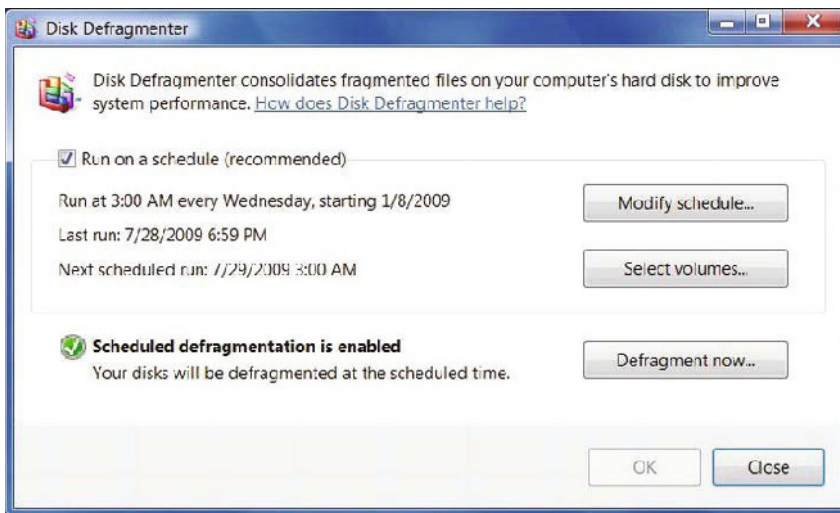 Disk Defragmenter
Disk Defragmenter consolidates fragmented files on your computer's hard disk to improve
system performance. How does Disk Defragmenter help?
Run on a schedule (recommended)
Run at 3:00 AM every Wednesday, starting 1/8/2009
Modify schedule...
Last run: 7/28/2009 6:59 PM
Next scheduled run: 7/29/2009 3:00 AM
Select volumes...
Scheduled defragmentation is enabled
Your disks will be defragmented at the scheduled time.
Defragment now...
OK
Close